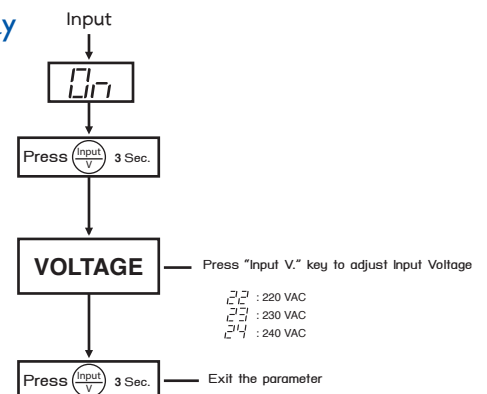 y
Input
On
Press Input V 3 Sec.
VOLTAGE
Press "Input V." key to adjust Input Voltage
22 : 220 VAC
23 : 230 VAC
24 : 240 VAC
Press Input V 3 Sec.
Exit the parameter